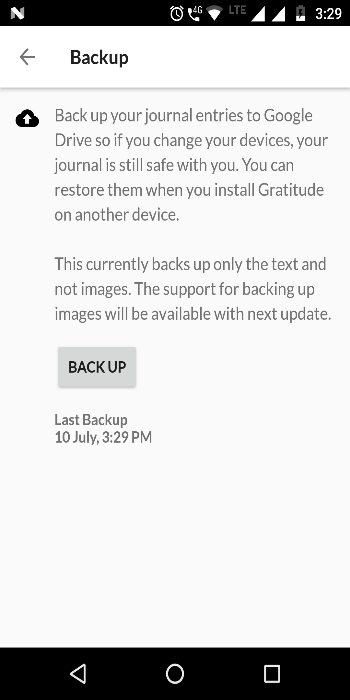 N 4G LTE 3:29
Backup
Back up your journal entries to Google
Drive so if you change your devices, your
journal is still safe with you. You can
restore them when you install Gratitude
on another device.
This currently backs up only the text and
not images. The support for backing up
images will be available with next update.
BACK UP
Last Backup
10 July, 3:29 PM